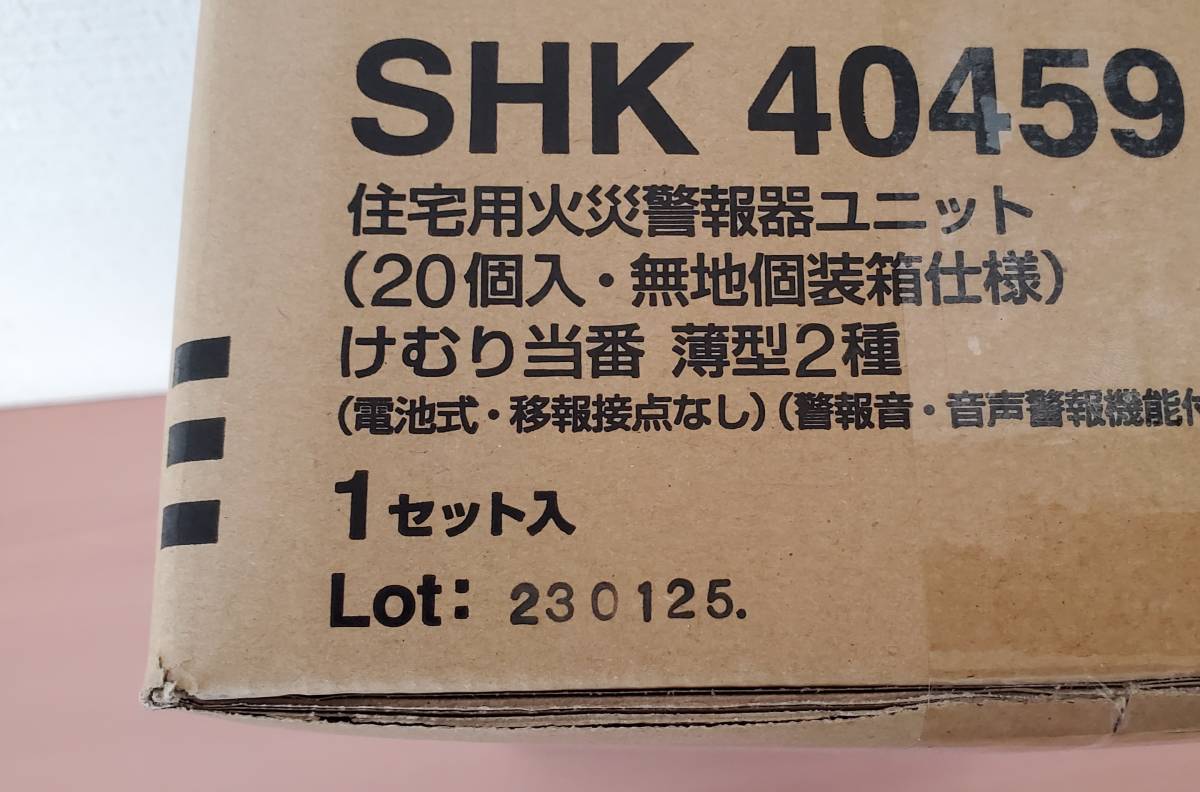 SHK 40459
住宅用火災警報器ユニット
（20個入・無地個装箱仕様）
けむり当番 薄型2種
（電池式・移報接点なし）（警報音・音声警報機能付
1セット入
Lot: 230125.